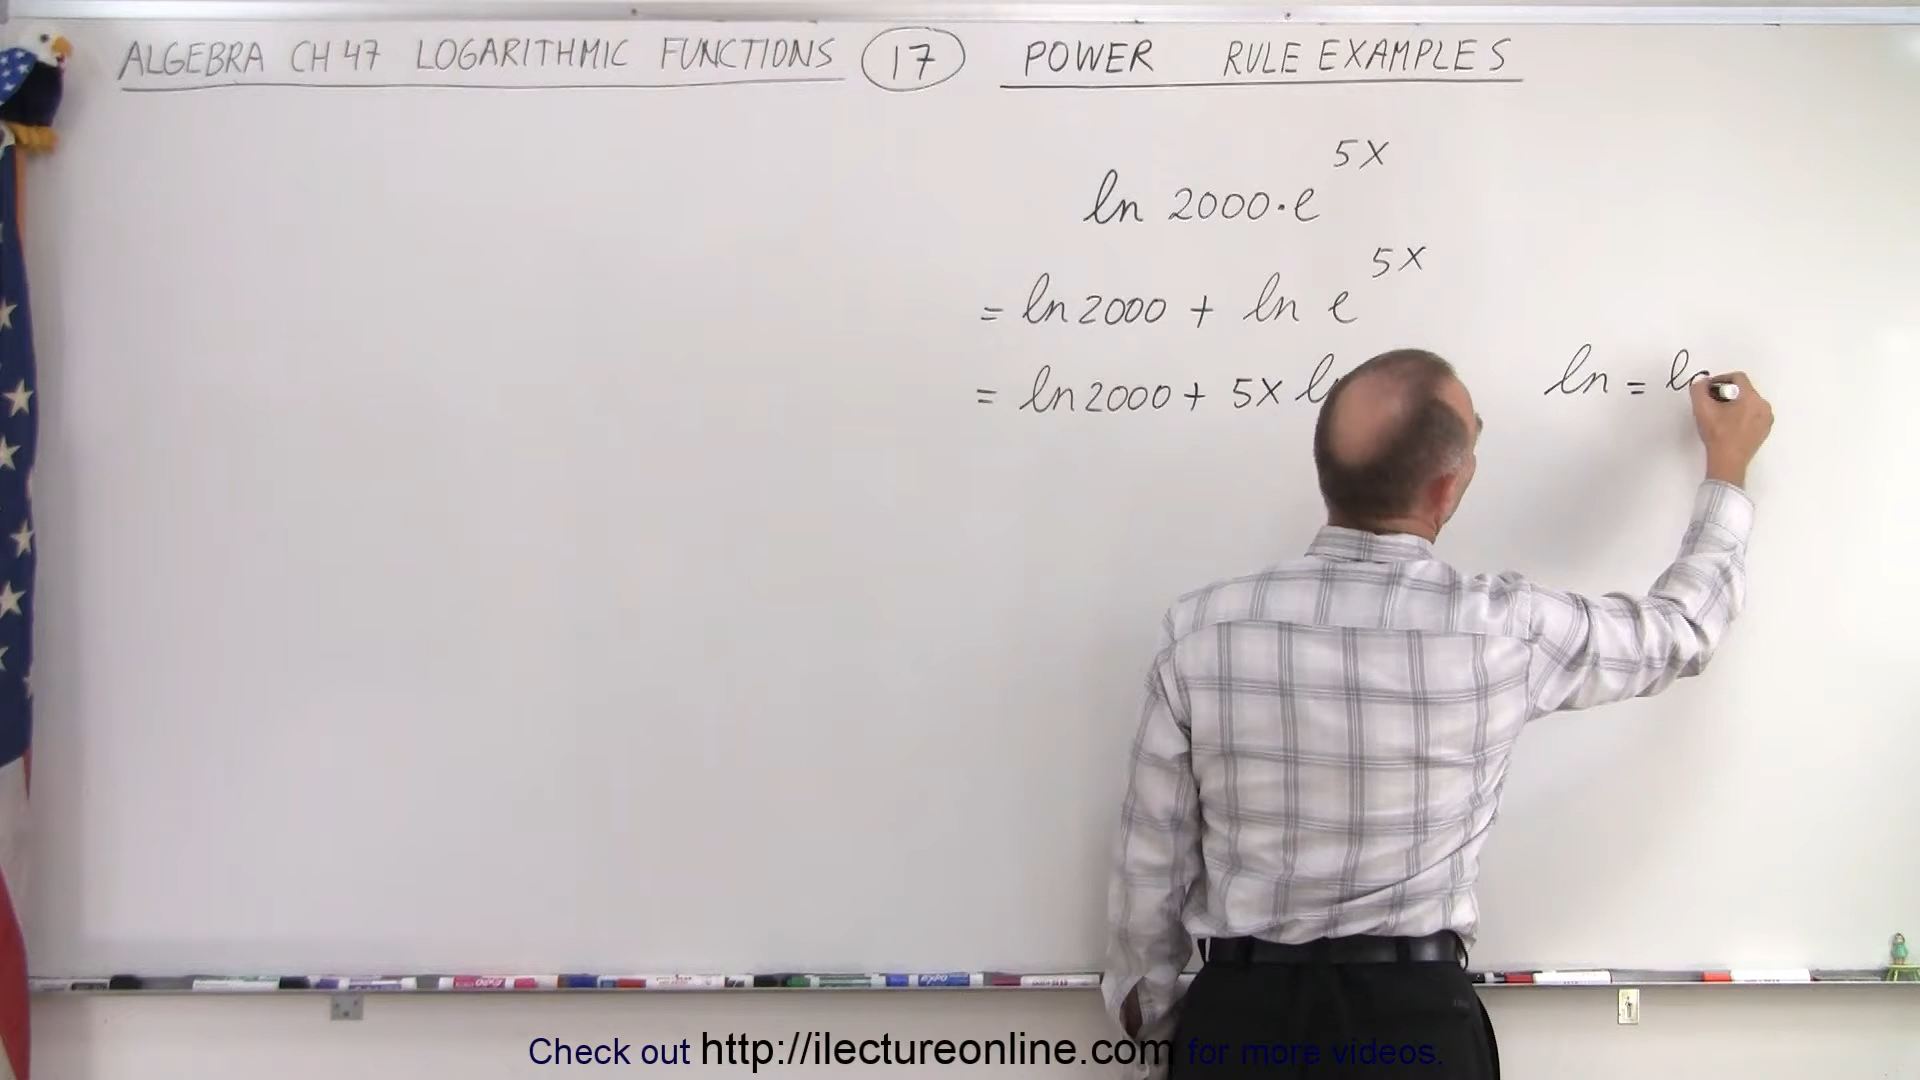 ALGEBRA CH 47 LOGARITHMIC FUNCTIONS 17 POWER RULE EXAMPLES
ln 2000·e^5x
= ln 2000 + ln e^5x
= ln 2000 + 5x
ln =
Check out http://ilectureonline.com for more videos.